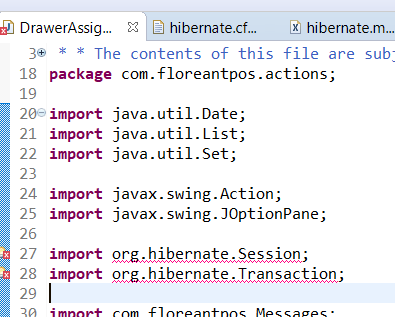 DrawerAssig... hibernate.cf... hibernate.m...
3 * * The contents of this file are subj
18 package com.floreantpos.actions;
19
20 import java.util.Date;
21 import java.util.List;
22 import java.util.Set;
23
24 import javax.swing.Action;
25 import javax.swing.JOptionPane;
26
27 import org.hibernate.Session;
28 import org.hibernate.Transaction;
29
30 import com.floreantpos.Messages;